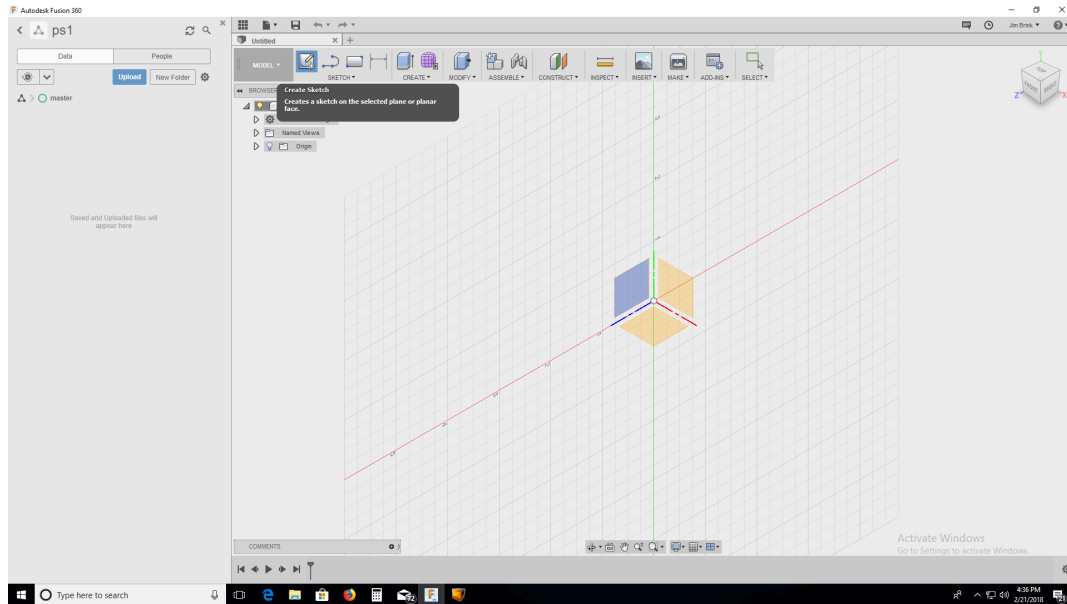 Autodesk Fusion 360
ps1
Data
People
Upload
New Folder
master
Saved and Uploaded files will
appear here
Untitled
Jim Brink
MODEL
SKETCH
CREATE
MODIFY
ASSEMBLE
CONSTRUCT
INSPECT
INSERT
MAKE
ADD-INS
SELECT
BROWSER
Create Sketch
Creates a sketch on the selected plane or planar
face.
Named Views
Origin
TOP
FRONT
RIGHT
Y
Z
X
COMMENTS
Activate Windows
Go to Settings to activate Windows.
Type here to search
4:36 PM
2/21/2018